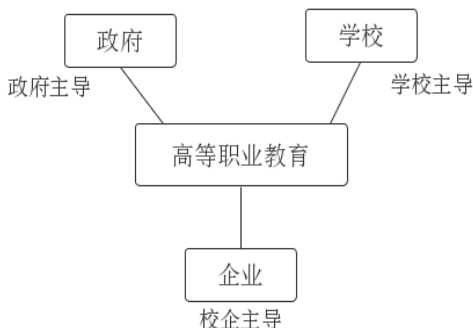 政府
学校
政府主导
学校主导
高等职业教育
企业
校企主导